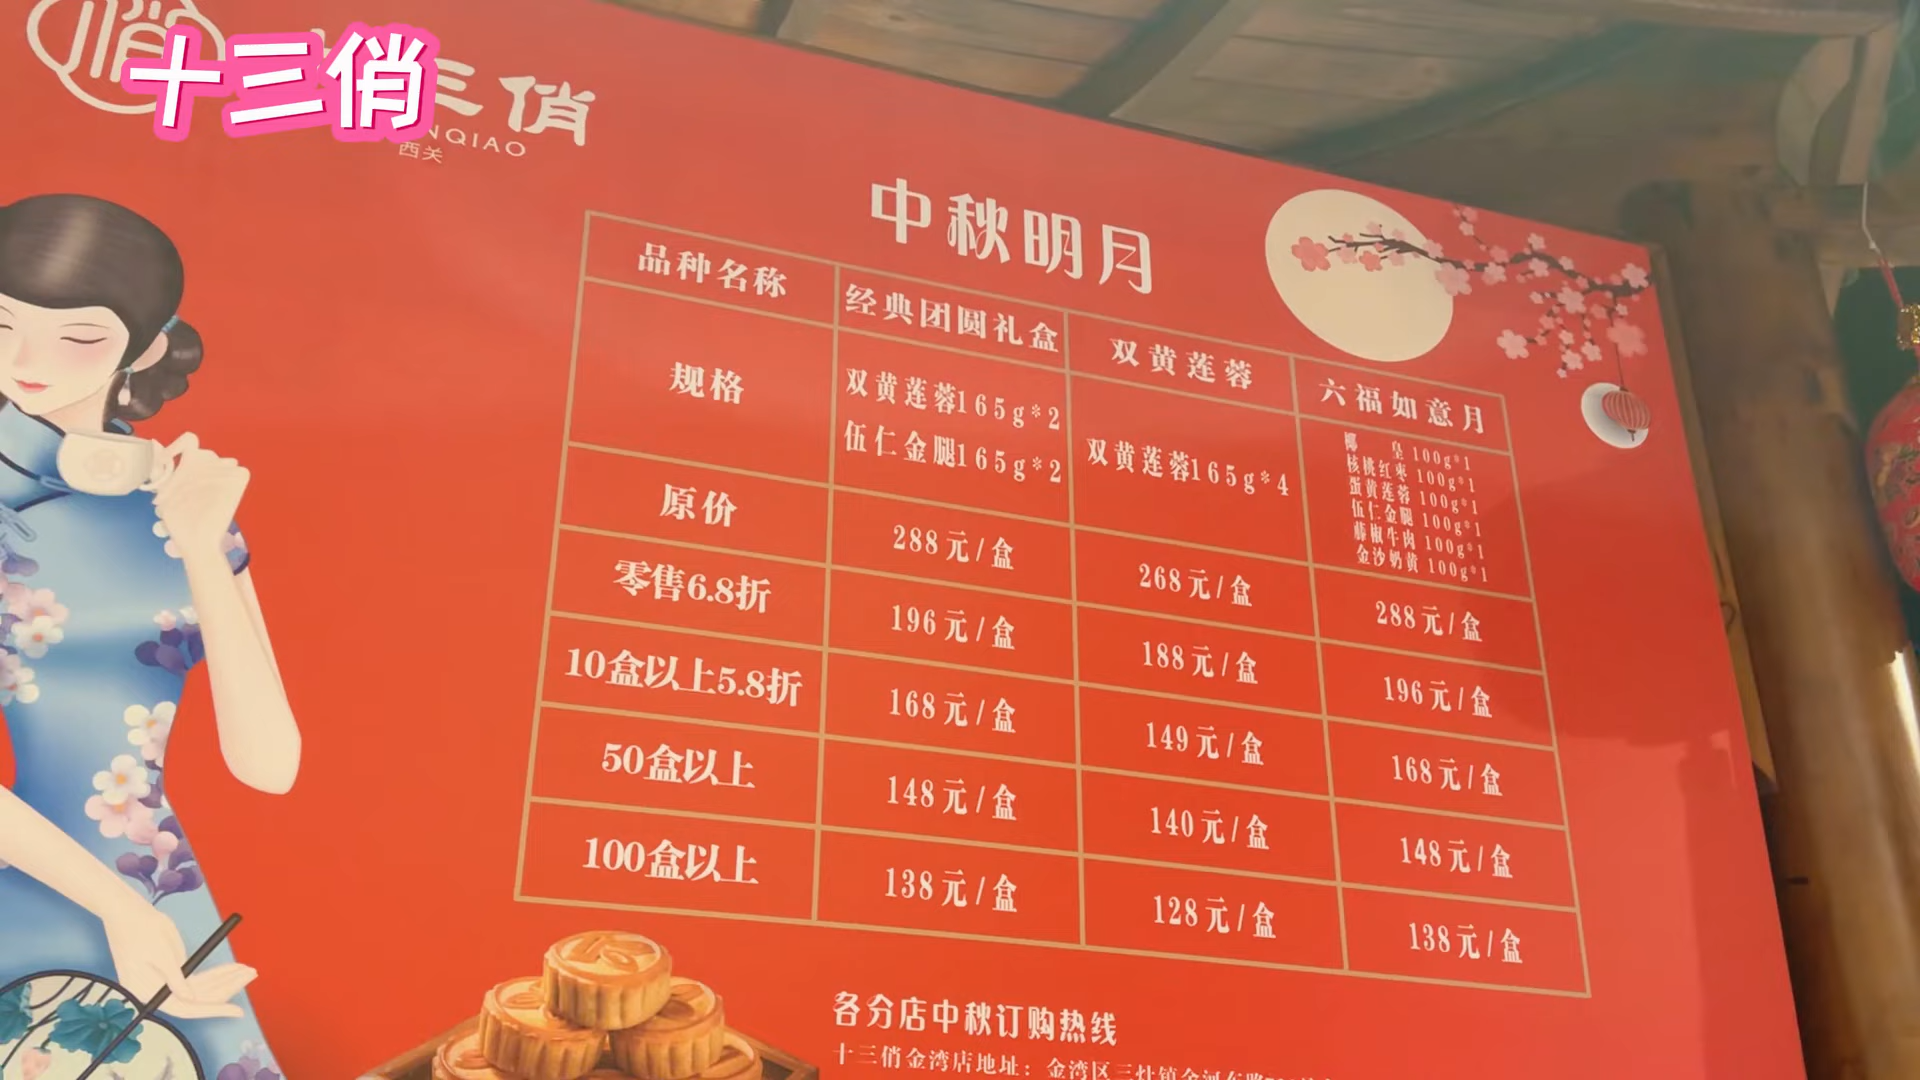 十三俏
三俏
NQIAO
西关
中秋明月
品种名称 经典团圆礼盒 双黄莲蓉 六福如意月
规格
双黄莲蓉165g*2
伍仁金腿165g*2
双黄莲蓉165g*4
椰皇 100g*1
核桃红枣 100g*1
蛋黄莲蓉 100g*1
伍仁金腿 100g*1
藤椒牛肉 100g*1
金沙奶黄 100g*1
原价 288元/盒 268元/盒 288元/盒
零售6.8折 196元/盒 188元/盒 196元/盒
10盒以上5.8折 168元/盒 149元/盒 168元/盒
50盒以上 148元/盒 140元/盒 148元/盒
100盒以上 138元/盒 128元/盒 138元/盒
各分店中秋订购热线
十三俏金湾店地址：金湾区三灶镇金河东路